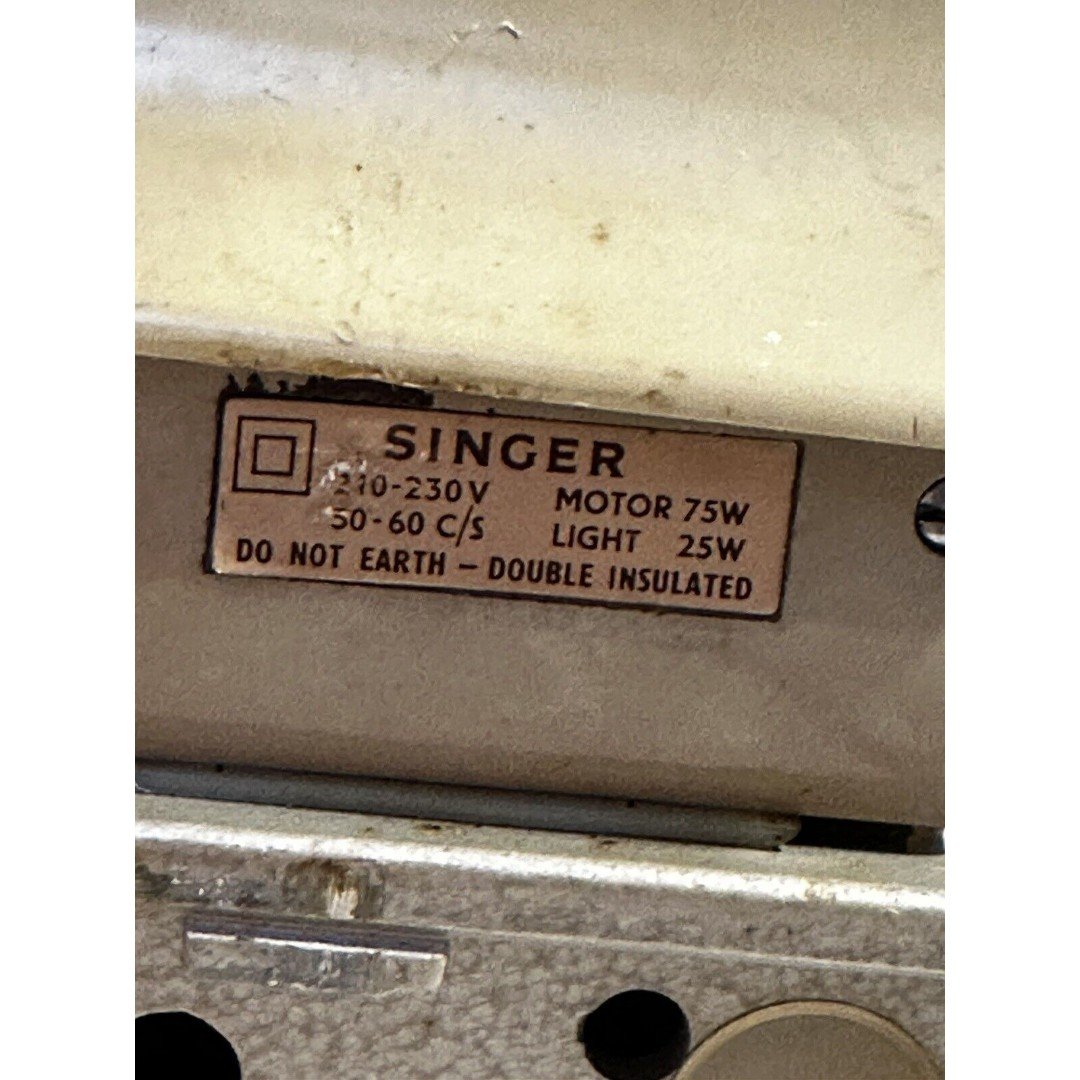 SINGER
210-230V MOTOR 75W
50-60 C/S LIGHT 25W
DO NOT EARTH – DOUBLE INSULATED